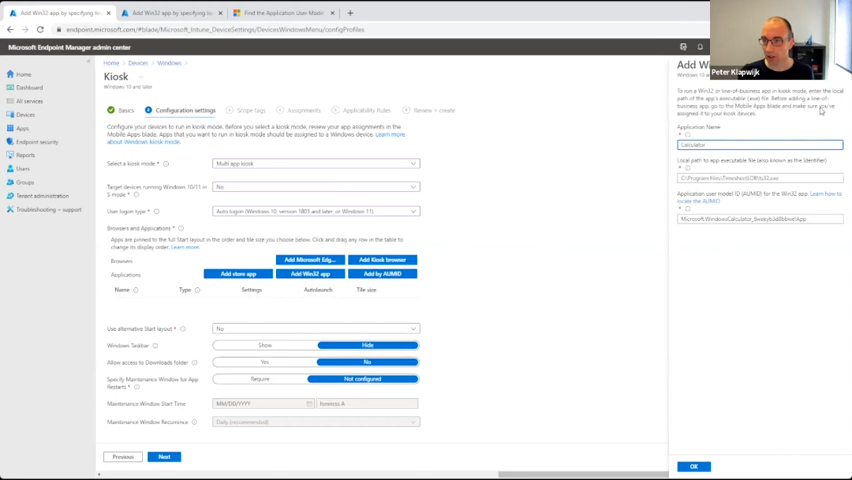 Add Win32 app by specifying loc
Add Win32 app by specifying loc
Find the Application User Model
endpoint.microsoft.com/#blade/Microsoft_Intune_DeviceSettings/DevicesWindowsMenu/configProfiles
Microsoft Endpoint Manager admin center
Home
Dashboard
All services
Devices
Apps
Endpoint security
Reports
Users
Groups
Tenant administration
Troubleshooting + support
Home > Devices > Windows >
Kiosk ...
Windows 10 and later
Basics
2 Configuration settings
Scope tags
Assignments
Applicability Rules
Review + create
Configure your devices to run in kiosk mode. Before you select a kiosk mode, review your app assignments in the
Mobile Apps blade. Apps that you want to run in kiosk mode should be assigned to a Windows device. Learn more
about Windows kiosk mode.
Select a kiosk mode *
Multi app kiosk
Target devices running Windows 10/11 in
S mode *
No
User logon type *
Auto logon (Windows 10, version 1803 and later, or Windows 11)
Browsers and Applications *
Apps are pinned to the full Start layout in the order and tile size you choose below. Click and drag any row in the table to
change its display order. Learn more.
Browsers
Add Microsoft Edg...
Add Kiosk browser
Applications
Add store app
Add Win32 app
Add by AUMID
Name Type Settings Autolaunch Tile size
Use alternative Start layout *
No
Windows Taskbar
Show Hide
Allow access to Downloads folder
Yes No
Specify Maintenance Window for App
Restarts *
Require Not configured
Maintenance Window Start Time
MM/DD/YYYY
h:mm:ss A
Maintenance Window Recurrence
Daily (recommended)
Previous
Next
Peter Klapwijk
Add W
Windows 10 an
To run a Win32 or line-of-business app in kiosk mode, enter the local
path of the app's executable (.exe) file. Before adding a line-of-
business app, go to the Mobile Apps blade and make sure you've
assigned it to your kiosk devices.
Application Name
*
Calculator
Local path to app executable file (also known as the Identifier)
*
Application user model ID (AUMID) for the Win32 app. Learn how to
locate the AUMID.
*
Microsoft.WindowsCalculator_8wekyb3d8bbwe!App
OK